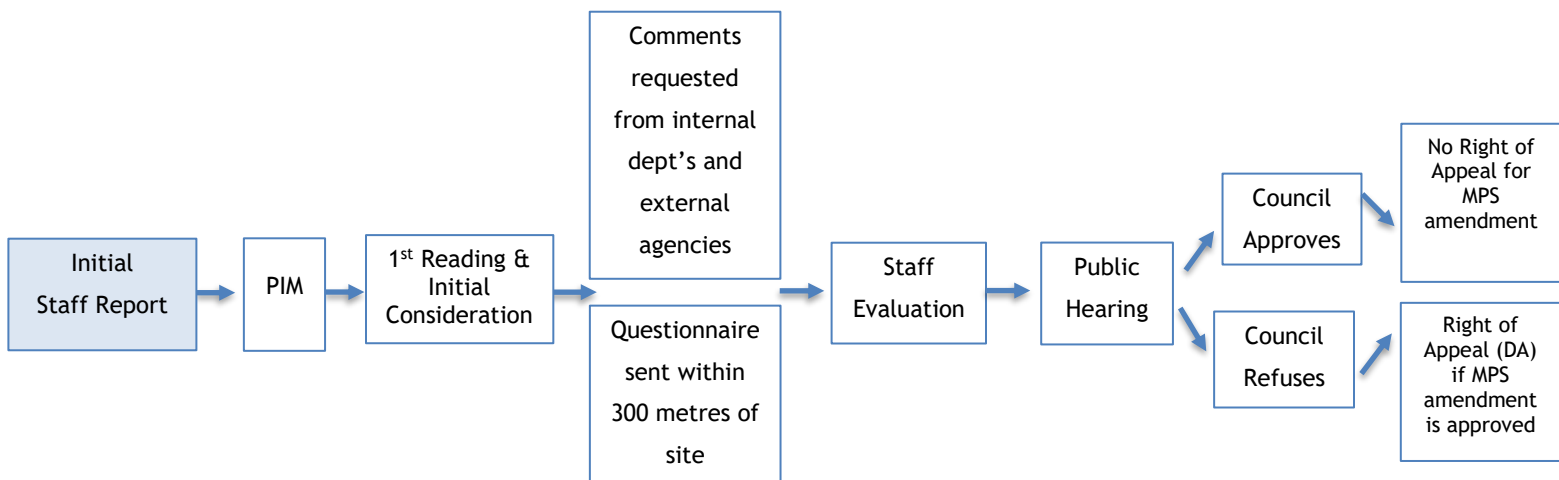 Initial
Staff Report
PIM
1st Reading &
Initial
Consideration
Comments
requested
from internal
dept’s and
external
agencies
Questionnaire
sent within
300 metres of
site
Staff
Evaluation
Public
Hearing
Council
Approves
Council
Refuses
No Right of
Appeal for
MPS
amendment
Right of
Appeal (DA)
if MPS
amendment
is approved